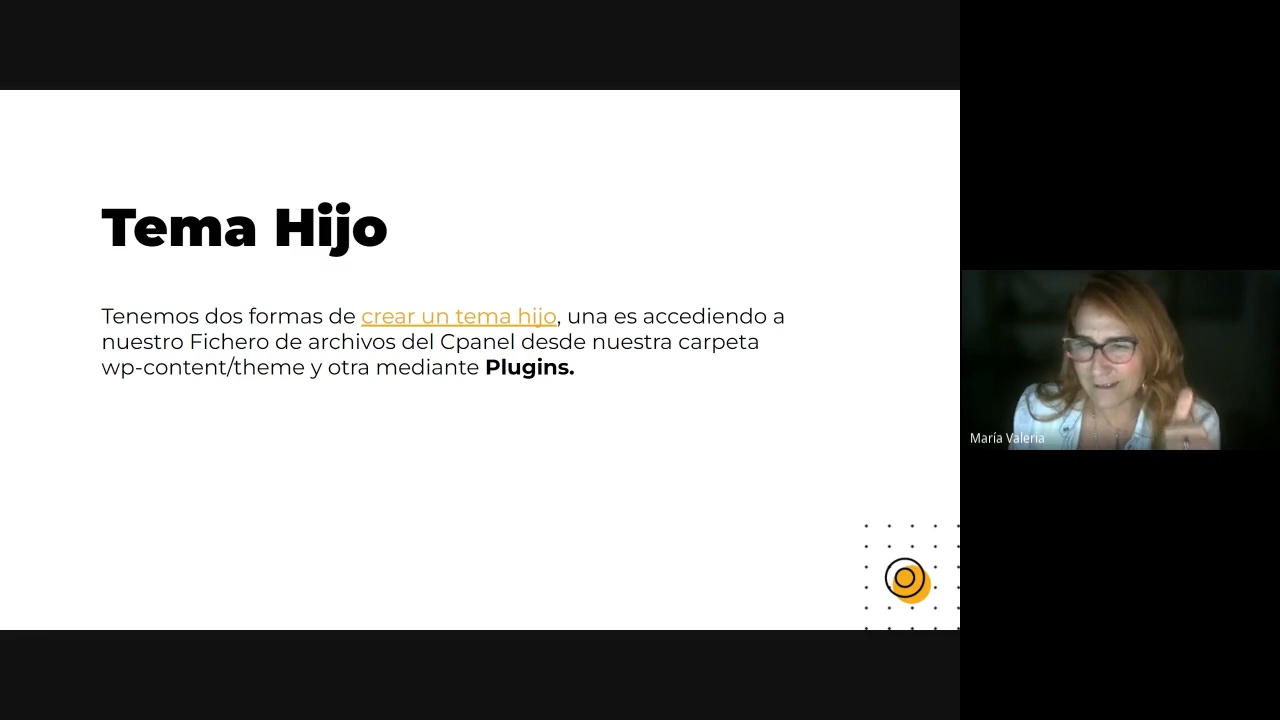 Tema Hijo
Tenemos dos formas de crear un tema hijo, una es accediendo a
nuestro Fichero de archivos del Cpanel desde nuestra carpeta
wp-content/theme y otra mediante Plugins.
María Valeria